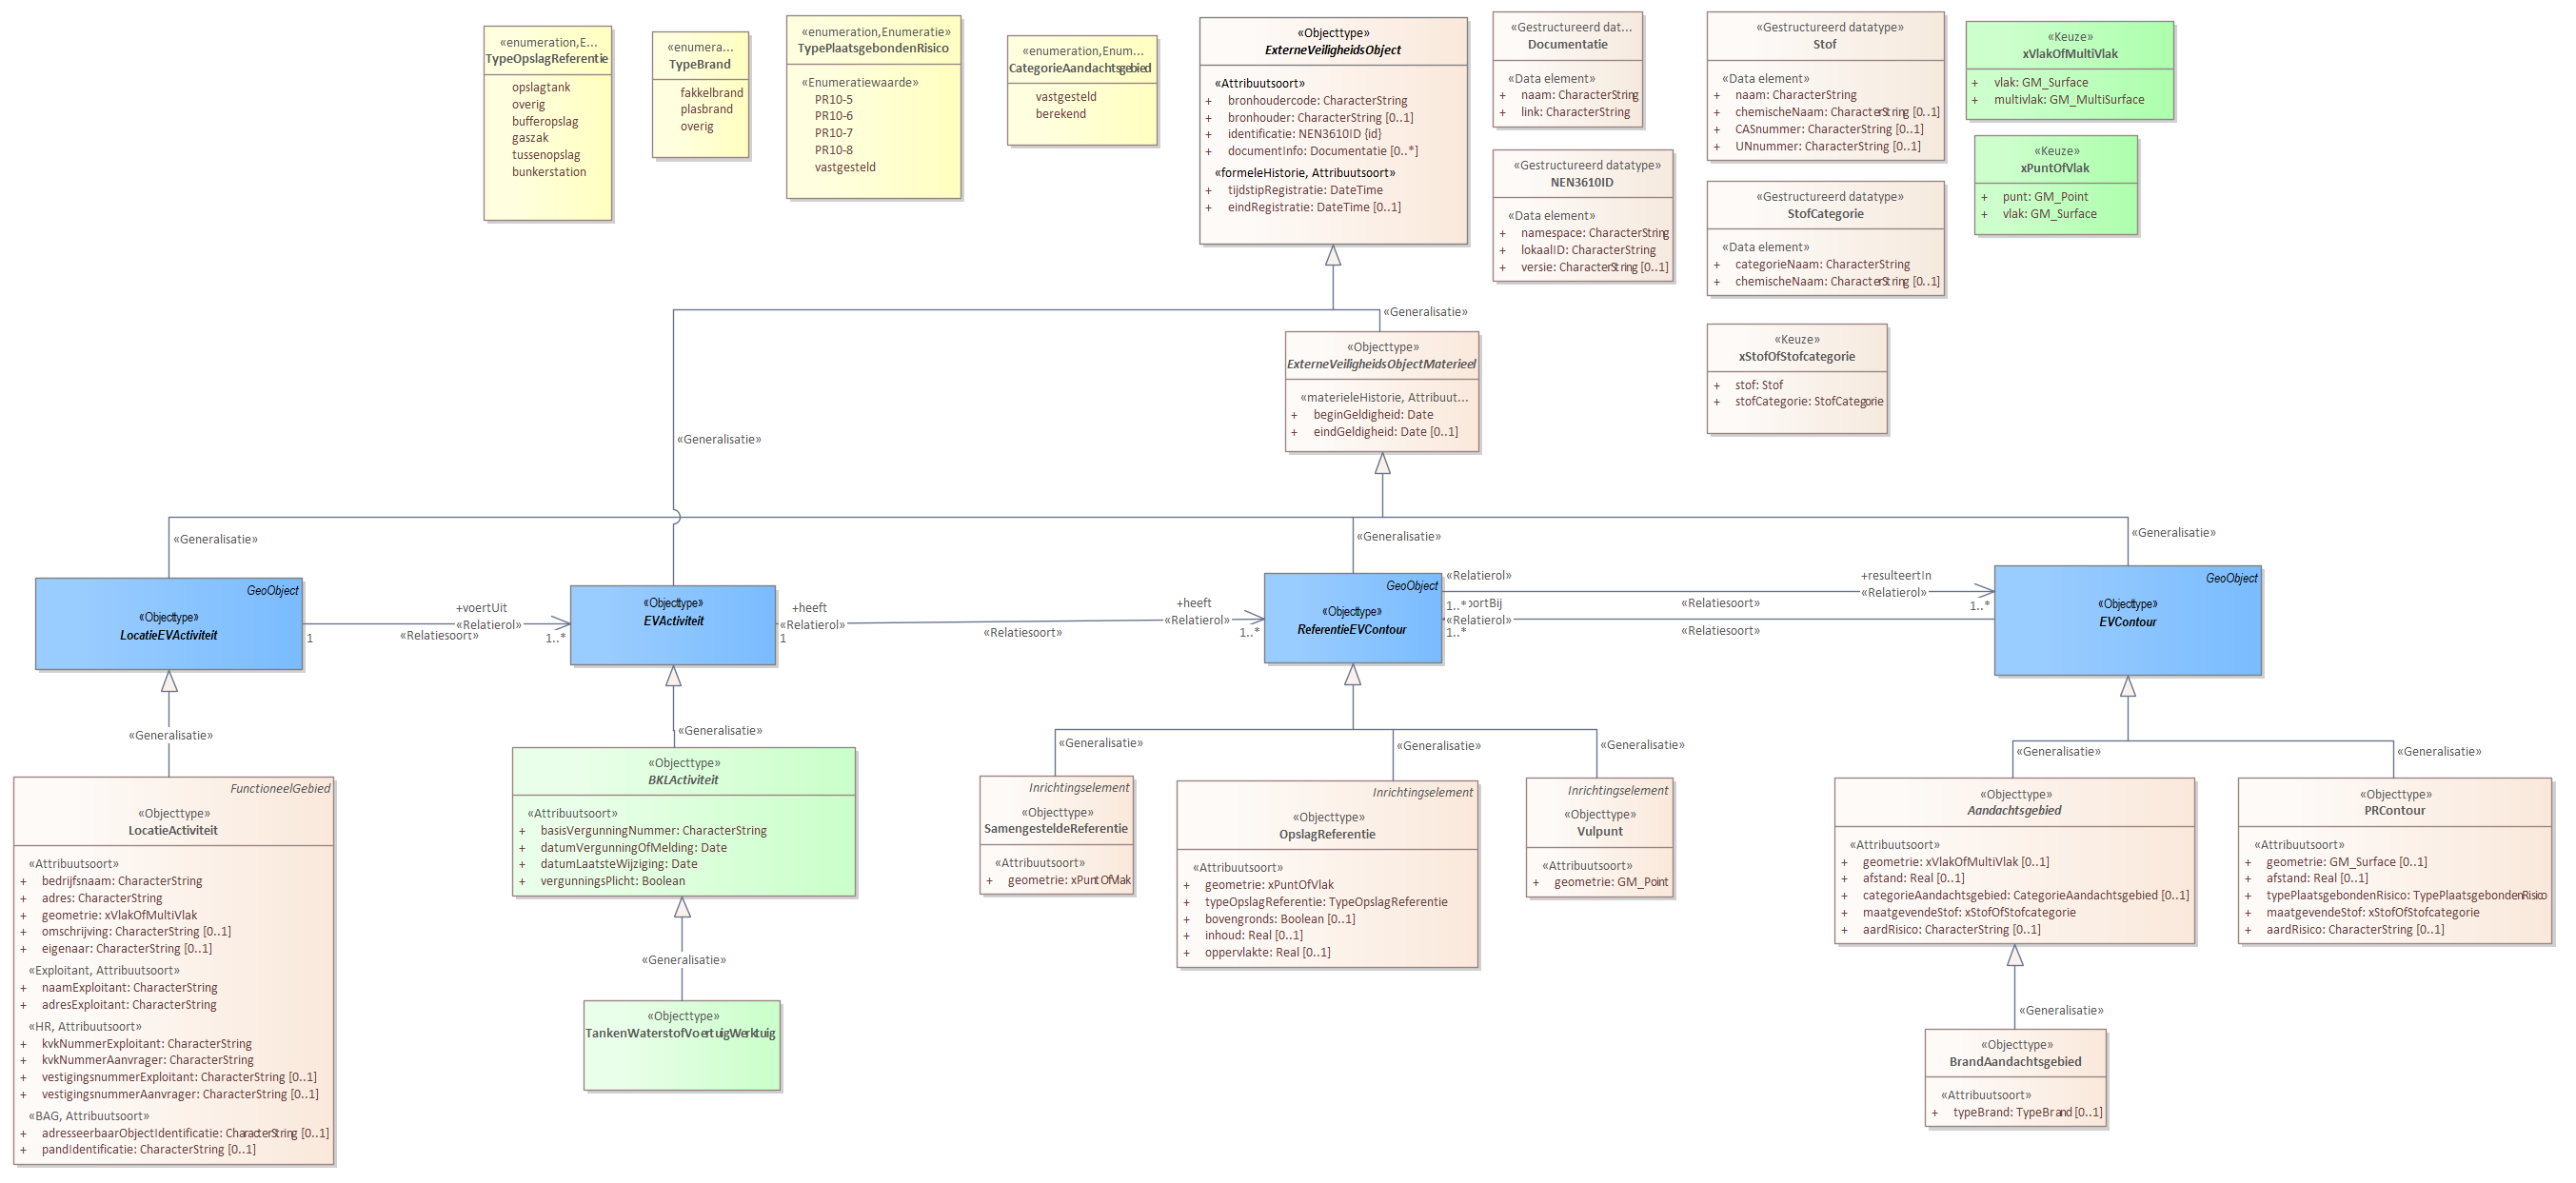 «enumeration,E...
TypeOpslagReferentie
opslagtank
overig
bufferopslag
gaszak
tussenopslag
bunkerstation
«enumera...
TypeBrand
fakkelbrand
plasbrand
overig
«enumeration,Enumeratie»
TypePlaatsgebondenRisico
«Enumeratiewaarde»
PR10-5
PR10-6
PR10-7
PR10-8
vastgesteld
«enumeration,Enum...
CategorieAandachtsgebied
vastgesteld
berekend
«Objecttype»
ExterneVeiligheidsObject
«Attribuutsoort»
+ bronhoudercode: CharacterString
+ bronhouder: CharacterString [0..1]
+ identificatie: NEN3610ID {id}
+ documentInfo: Documentatie [0..*]
«formeleHistorie, Attribuutsoort»
+ tijdstipRegistratie: DateTime
+ eindRegistratie: DateTime [0..1]
«Gestructureerd dat...
Documentatie
«Data element»
+ naam: CharacterString
+ link: CharacterString
«Gestructureerd datatype»
NEN3610ID
«Data element»
+ namespace: CharacterString
+ lokaalID: CharacterString
+ versie: CharacterString [0..1]
«Gestructureerd datatype»
Stof
«Data element»
+ naam: CharacterString
+ chemischeNaam: CharacterString [0..1]
+ CASnummer: CharacterString [0..1]
+ UNnummer: CharacterString [0..1]
«Gestructureerd datatype»
StofCategorie
«Data element»
+ categorieNaam: CharacterString
+ chemischeNaam: CharacterString [0..1]
«Keuze»
xStofOfStofcategorie
+ stof: Stof
+ stofCategorie: StofCategorie
«Keuze»
xVlakOfMultiVlak
+ vlak: GM_Surface
+ multivlak: GM_MultiSurface
«Keuze»
xPuntOfVlak
+ punt: GM_Point
+ vlak: GM_Surface
«Generalisatie»
«Objecttype»
ExterneVeiligheidsObjectMaterieel
«materieleHistorie, Attribuut...
+ beginGeldigheid: Date
+ eindGeldigheid: Date [0..1]
«Generalisatie»
«Generalisatie»
«Generalisatie»
«Generalisatie»
GeoObject
«Objecttype»
LocatieEVActiviteit
1
+voertUit
«Relatierol»
«Relatiesoort»
1..*
«Objecttype»
EVActiviteit
+heeft
«Relatierol»
1
«Relatiesoort»
+heeft
«Relatierol»
1..*
GeoObject
«Objecttype»
ReferentieEVContour
«Relatierol»
1..*
oortBij
«Relatierol»
1..*
«Relatiesoort»
«Relatiesoort»
+resulteertIn
«Relatierol»
1..*
GeoObject
«Objecttype»
EVContour
«Generalisatie»
FunctioneelGebied
«Objecttype»
LocatieActiviteit
«Attribuutsoort»
+ bedrijfsnaam: CharacterString
+ adres: CharacterString
+ geometrie: xVlakOfMultiVlak
+ omschrijving: CharacterString [0..1]
+ eigenaar: CharacterString [0..1]
«Exploitant, Attribuutsoort»
+ naamExploitant: CharacterString
+ adresExploitant: CharacterString
«HR, Attribuutsoort»
+ kvkNummerExploitant: CharacterString
+ kvkNummerAanvrager: CharacterString
+ vestigingsnummerExploitant: CharacterString [0..1]
+ vestigingsnummerAanvrager: CharacterString [0..1]
«BAG, Attribuutsoort»
+ adresseerbaarObjectIdentificatie: CharacterString [0..1]
+ pandIdentificatie: CharacterString [0..1]
«Generalisatie»
«Objecttype»
BKLActiviteit
«Attribuutsoort»
+ basisVergunningNummer: CharacterString
+ datumVergunningOfMelding: Date
+ datumLaatsteWijziging: Date
+ vergunningsPlicht: Boolean
«Generalisatie»
«Objecttype»
TankenWaterstofVoertuigWerktuig
«Generalisatie»
«Generalisatie»
«Generalisatie»
Inrichtingselement
«Objecttype»
SamengesteldeReferentie
«Attribuutsoort»
+ geometrie: xPuntOfVlak
Inrichtingselement
«Objecttype»
OpslagReferentie
«Attribuutsoort»
+ geometrie: xPuntOfVlak
+ typeOpslagReferentie: TypeOpslagReferentie
+ bovengronds: Boolean [0..1]
+ inhoud: Real [0..1]
+ oppervlakte: Real [0..1]
Inrichtingselement
«Objecttype»
Vulpunt
«Attribuutsoort»
+ geometrie: GM_Point
«Generalisatie»
«Generalisatie»
«Objecttype»
Aandachtsgebied
«Attribuutsoort»
+ geometrie: xVlakOfMultiVlak [0..1]
+ afstand: Real [0..1]
+ categorieAandachtsgebied: CategorieAandachtsgebied [0..1]
+ maatgevendeStof: xStofOfStofcategorie
+ aardRisico: CharacterString [0..1]
«Objecttype»
PRContour
«Attribuutsoort»
+ geometrie: GM_Surface [0..1]
+ afstand: Real [0..1]
+ typePlaatsgebondenRisico: TypePlaatsgebondenRisico
+ maatgevendeStof: xStofOfStofcategorie
+ aardRisico: CharacterString [0..1]
«Generalisatie»
«Objecttype»
BrandAandachtsgebied
«Attribuutsoort»
+ typeBrand: TypeBrand [0..1]